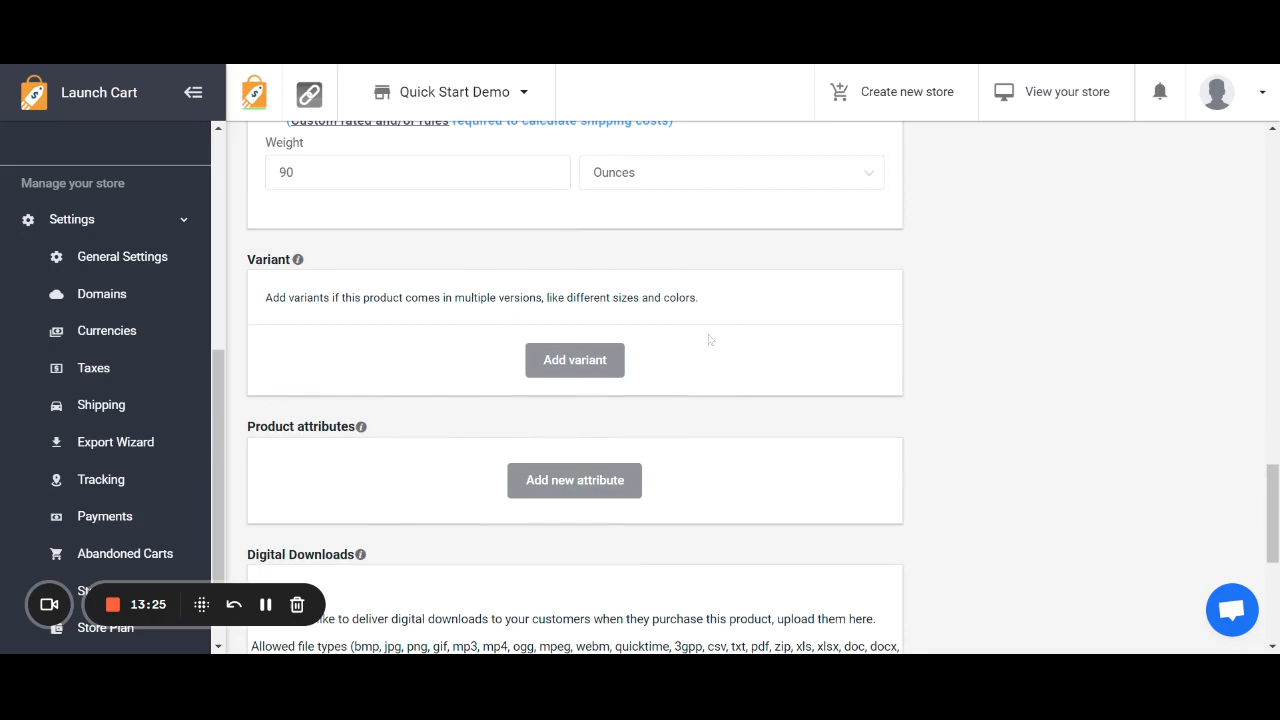 Launch Cart
Quick Start Demo
Create new store
View your store
(Custom rated and/or rules required to calculate shipping costs)
Manage your store
Settings
General Settings
Domains
Currencies
Taxes
Shipping
Export Wizard
Tracking
Payments
Abandoned Carts
Store Plan
Weight
90
Ounces
Variant
Add variants if this product comes in multiple versions, like different sizes and colors.
Add variant
Product attributes
Add new attribute
Digital Downloads
to deliver digital downloads to your customers when they purchase this product, upload them here.
Allowed file types (bmp, jpg, png, gif, mp3, mp4, ogg, mpeg, webm, quicktime, 3gpp, csv, txt, pdf, zip, xls, xlsx, doc, docx,
13:25